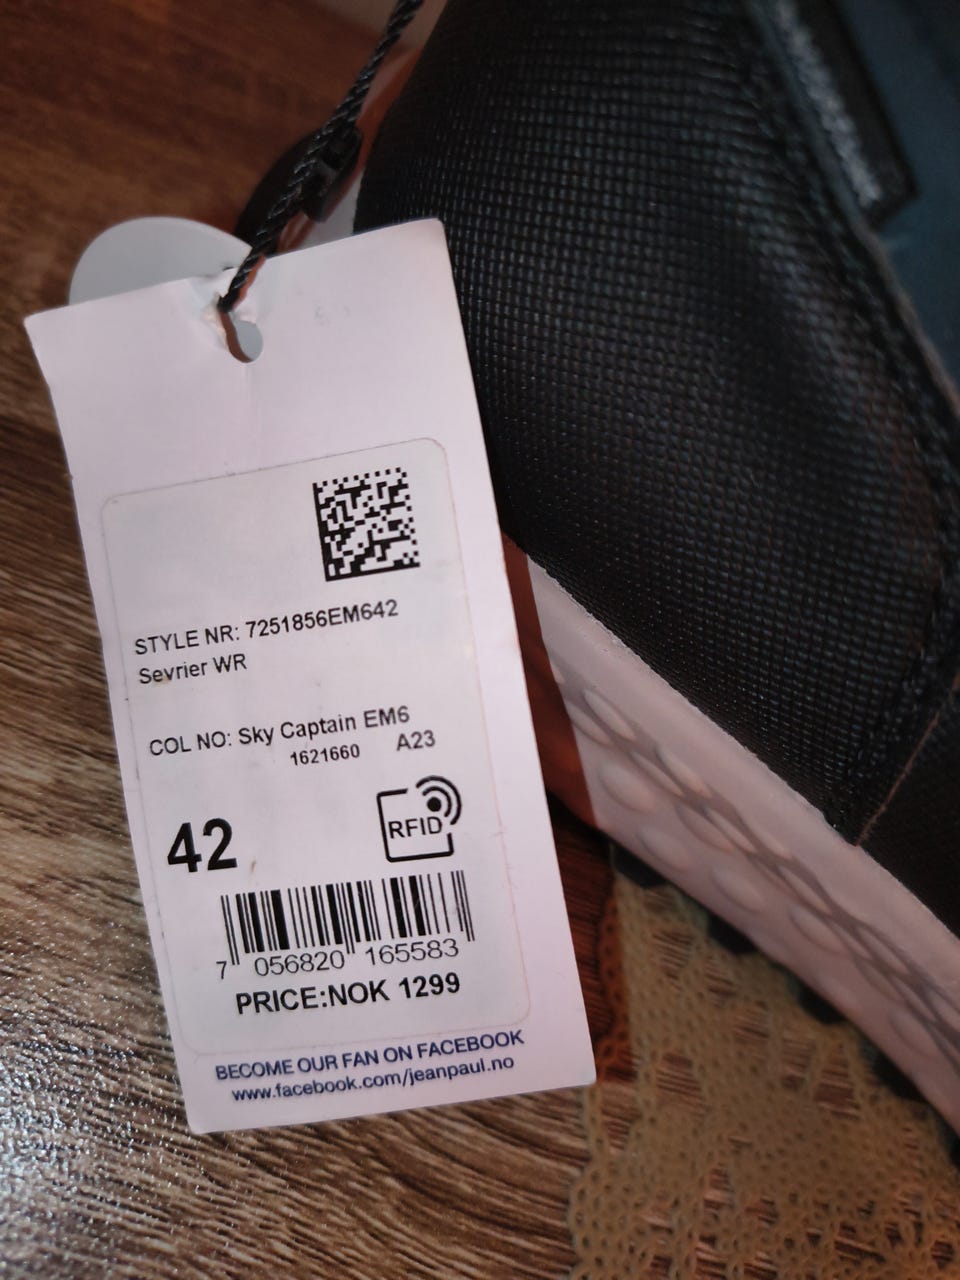 STYLE NR: 7251856EM642
Sevrier WR
COL NO: Sky Captain EM6
1621660 A23
42
RFID
7 056820 165583
PRICE:NOK 1299
BECOME OUR FAN ON FACEBOOK
www.facebook.com/jeanpaul.no